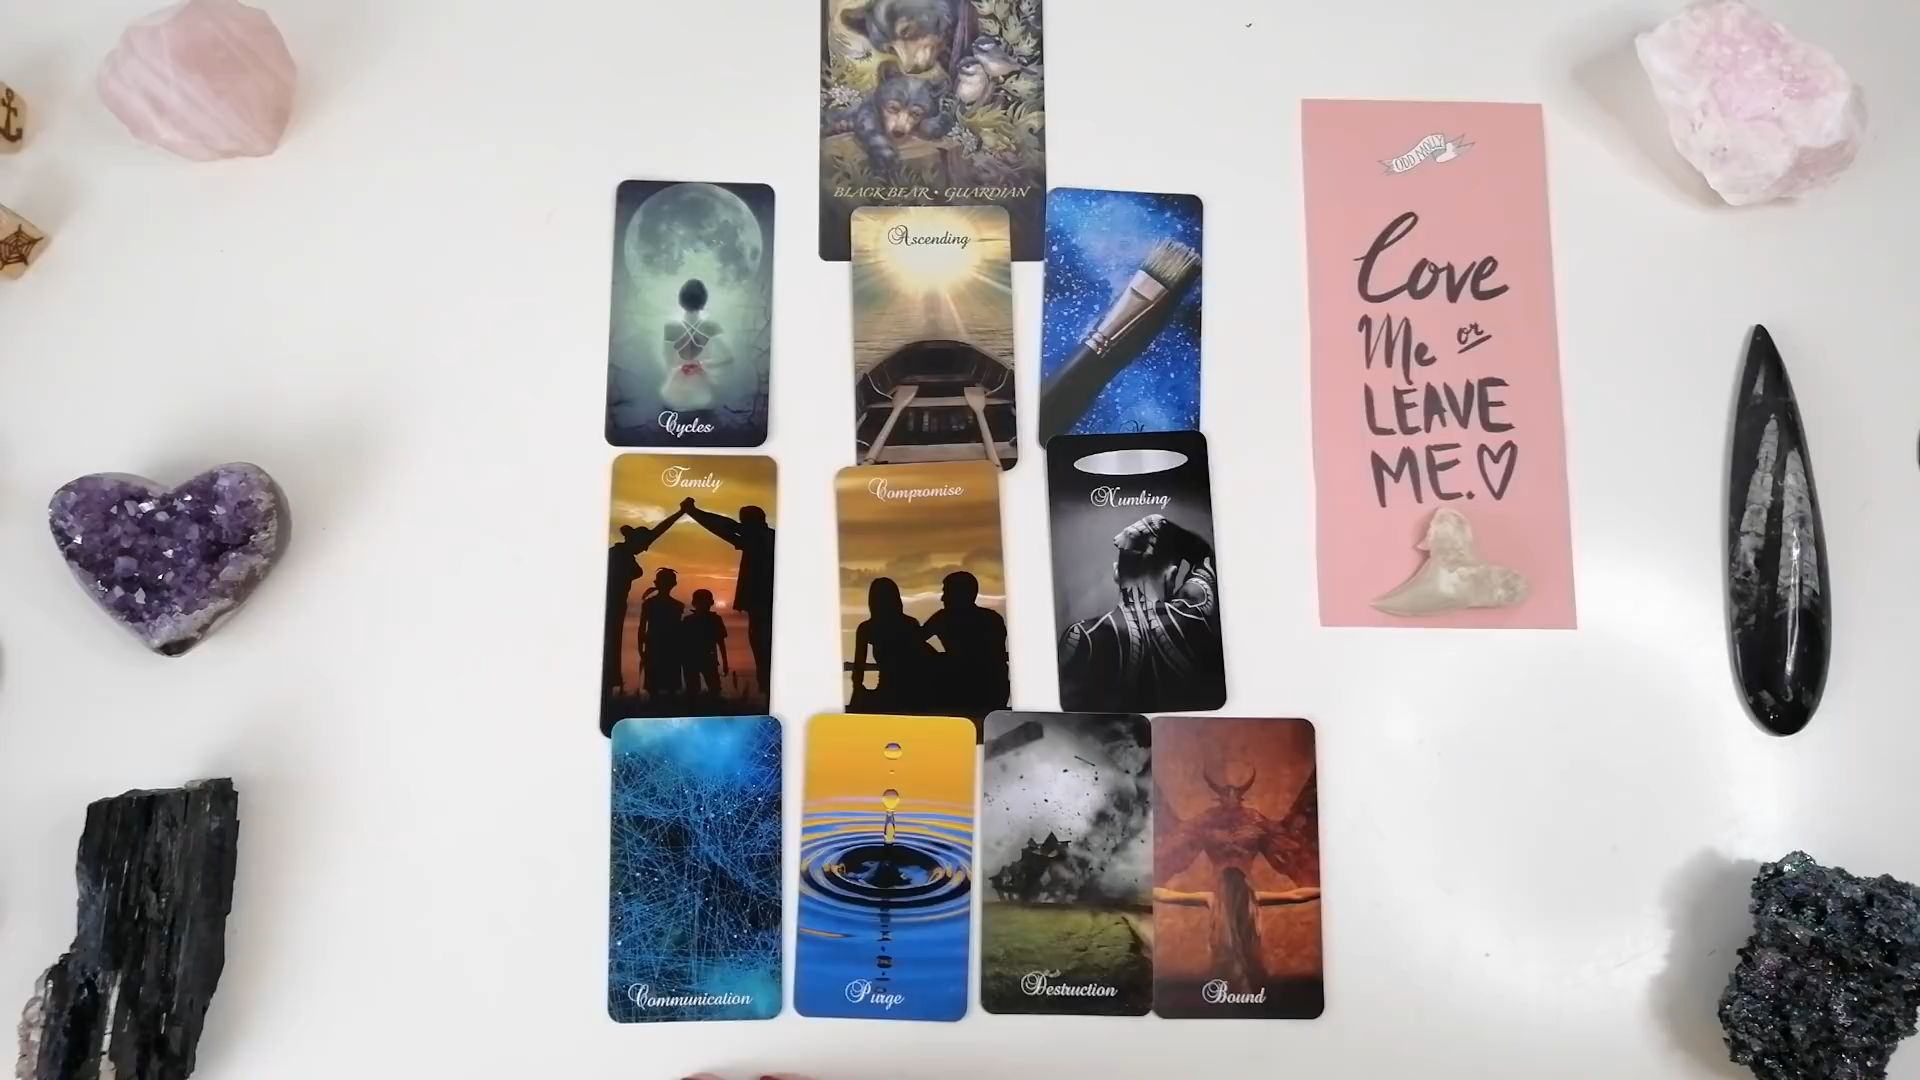 BLACK BEAR • GUARDIAN
Ascending
Cycles
Family
Compromise
Numbing
Communication
Purge
Destruction
Bound
ODD MOLLY
Love
Me or
LEAVE
ME.♡